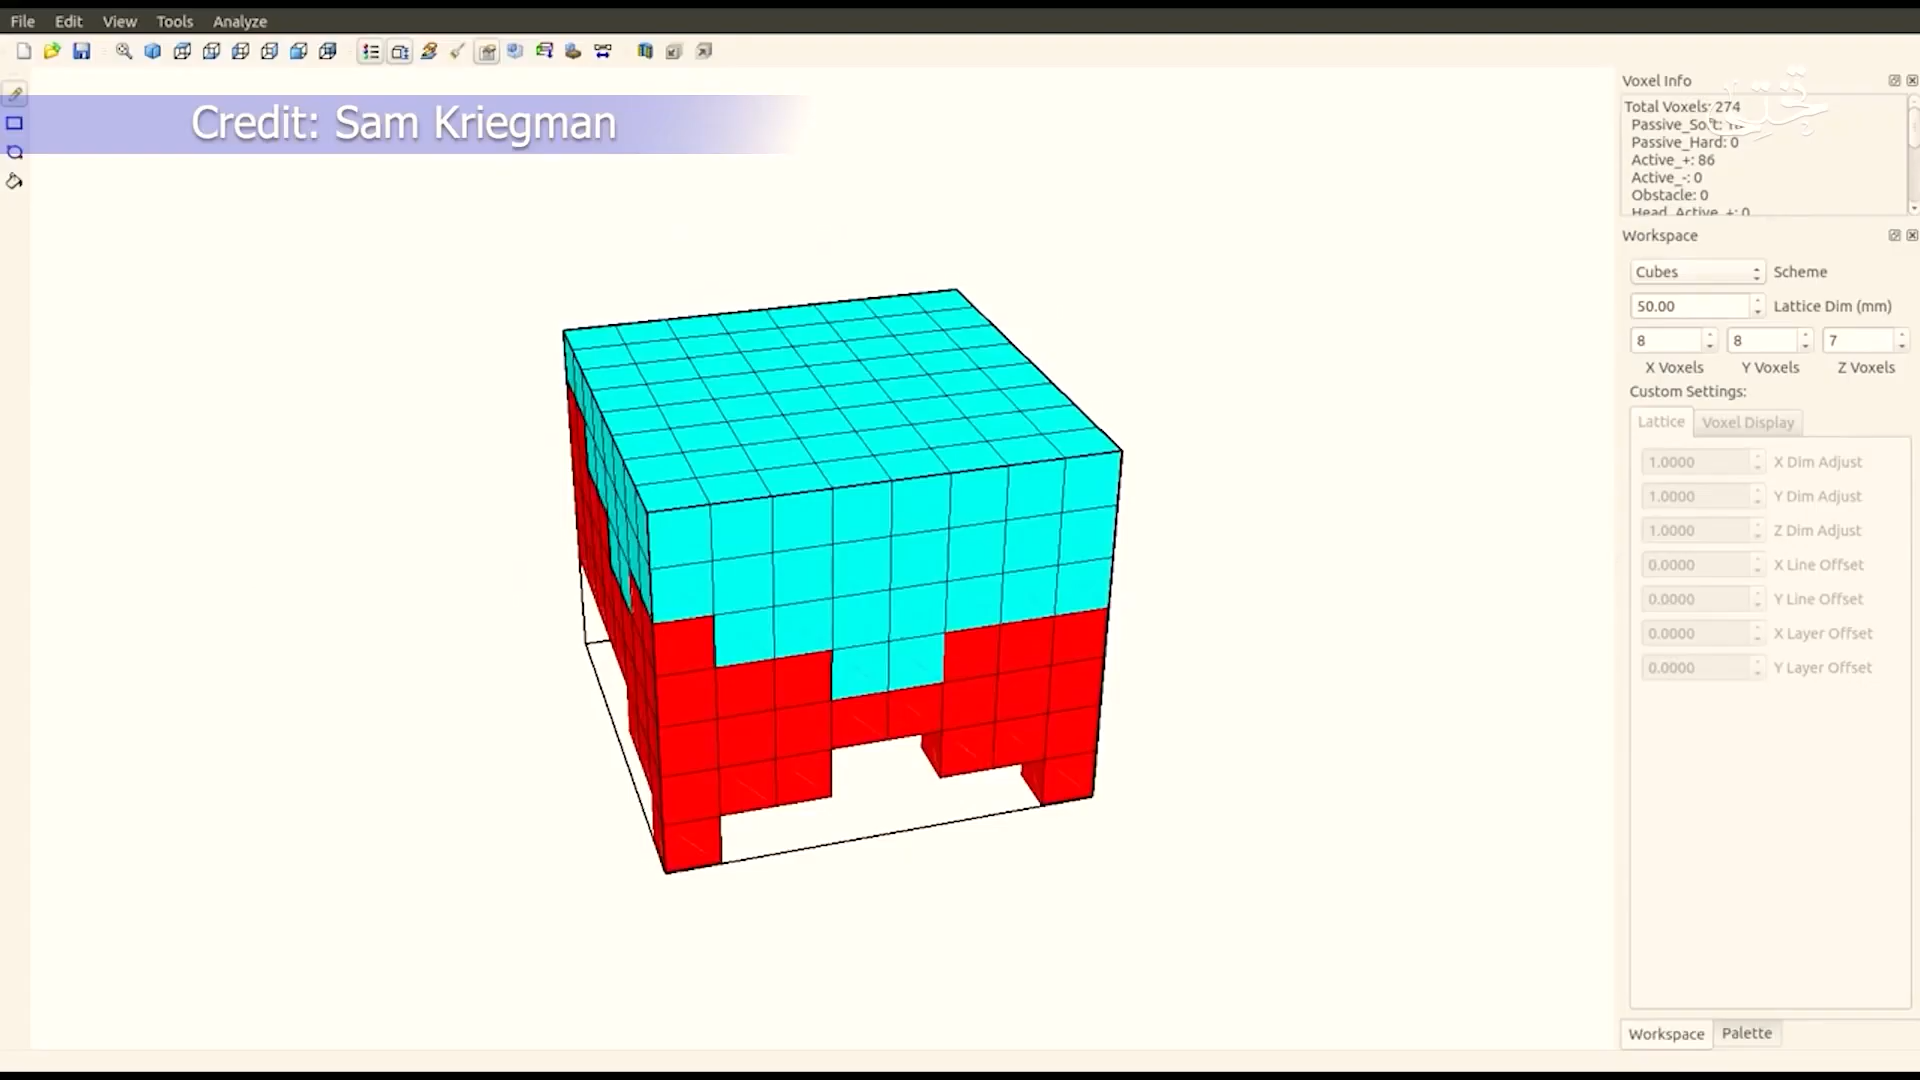 File Edit View Tools Analyze
Credit: Sam Kriegman
Voxel Info
Total Voxels: 274
Passive_Soft:
Passive_Hard: 0
Active_+: 86
Active_-: 0
Obstacle: 0
Head_Active_+: 0
Workspace
Cubes Scheme
50.00 Lattice Dim (mm)
8 8 7
X Voxels Y Voxels Z Voxels
Custom Settings:
Lattice Voxel Display
1.0000 X Dim Adjust
1.0000 Y Dim Adjust
1.0000 Z Dim Adjust
0.0000 X Line Offset
0.0000 Y Line Offset
0.0000 X Layer Offset
0.0000 Y Layer Offset
Workspace Palette